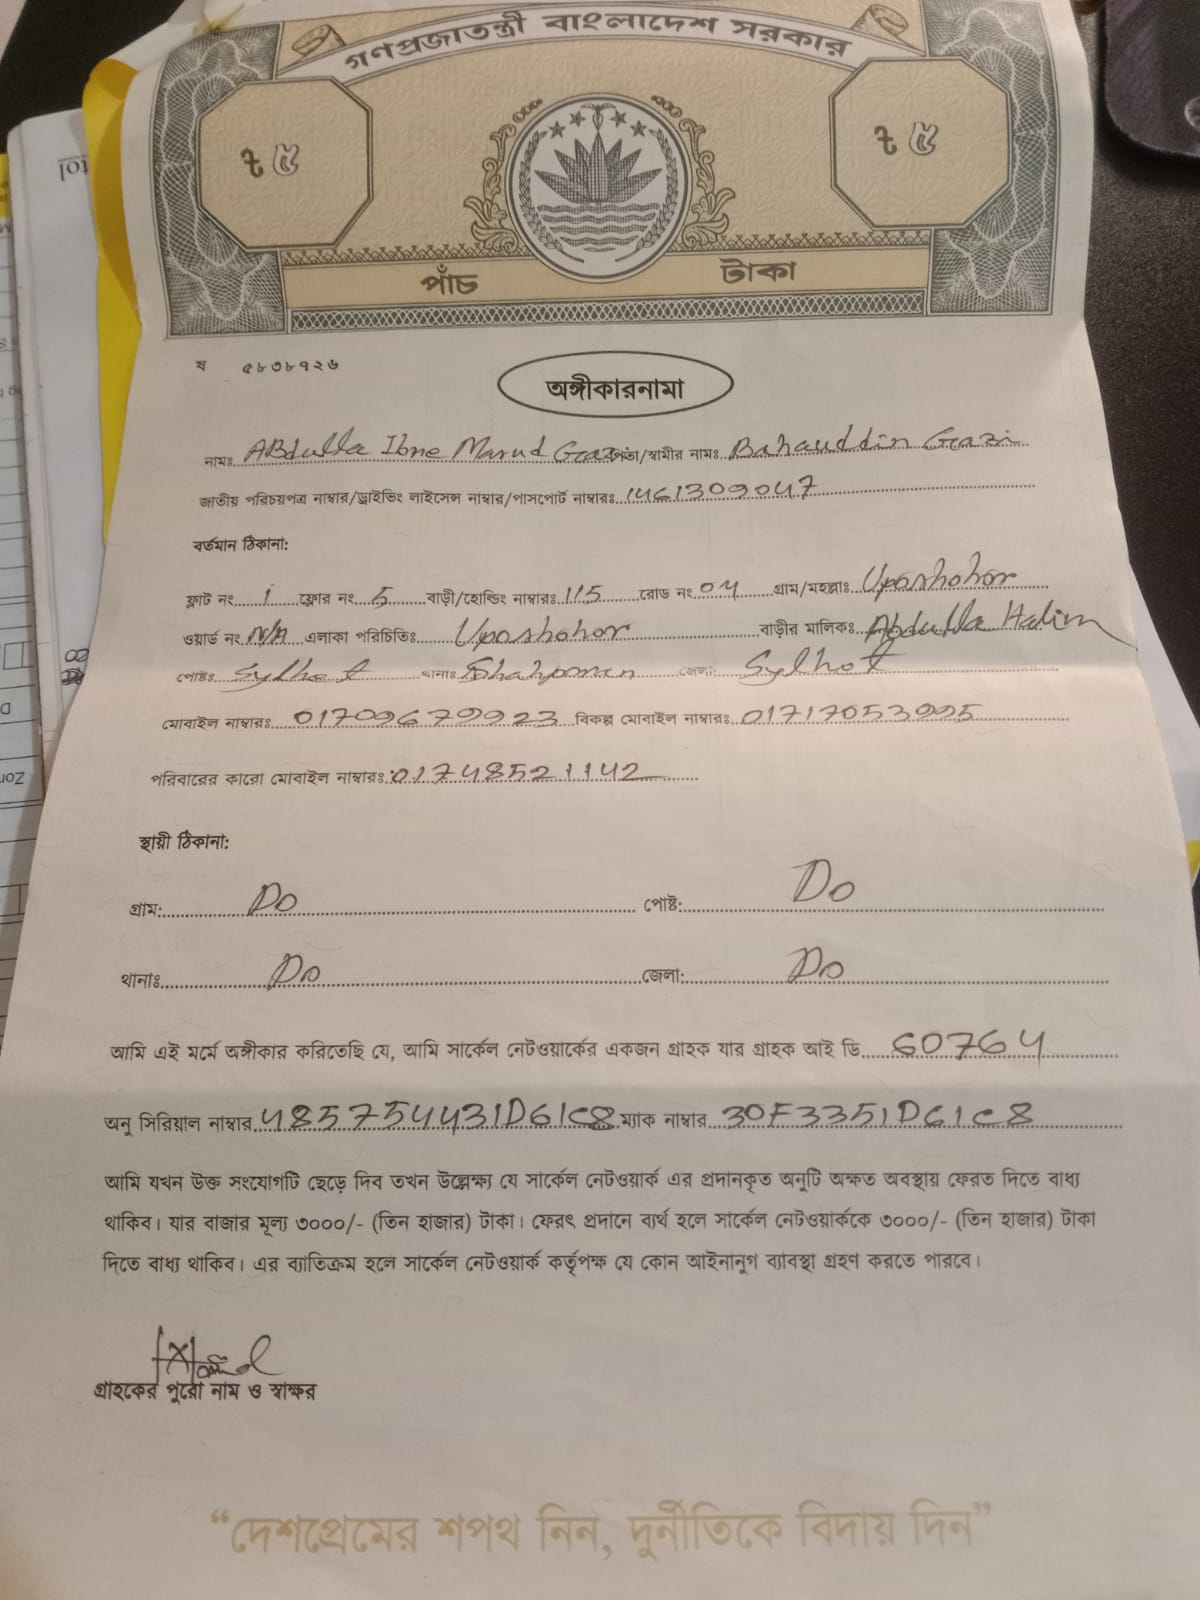 গণপ্রজাতন্ত্রী বাংলাদেশ সরকার
৳ ৫ ৳ ৫
পাঁচ টাকা
ষ ৫৮৩৮৭২৬
অঙ্গীকারনামা
নামঃ ABdulla Ibne Marud Gazi পিতা/স্বামীর নামঃ Bahauddin Gazi
জাতীয় পরিচয়পত্র নাম্বার/ড্রাইভিং লাইসেন্স নাম্বার/পাসপোর্ট নাম্বারঃ 1461309047
বর্তমান ঠিকানা:
ফ্লাট নং 1 ফ্লোর নং 5 বাড়ী/হোল্ডিং নাম্বারঃ 115 রোড নং 04 গ্রাম/মহল্লাঃ Uposhohor
ওয়ার্ড নং N/A এলাকা পরিচিতিঃ Uposhohor বাড়ীর মালিকঃ Abdulla Halim
পোষ্টঃ Sylhet থানাঃ Shahporan জেলা: Sylhet
মোবাইল নাম্বারঃ 01709679923 বিকল্প মোবাইল নাম্বারঃ 01717053995
পরিবারের কারো মোবাইল নাম্বারঃ 01748521142
স্থায়ী ঠিকানা:
গ্রাম: Do পোষ্ট: Do
থানাঃ Do জেলা: Do
আমি এই মর্মে অঙ্গীকার করিতেছি যে, আমি সার্কেল নেটওয়ার্কের একজন গ্রাহক যার গ্রাহক আই ডি 60764
অনু সিরিয়াল নাম্বার 485754431D61C8 ম্যাক নাম্বার 30F3351D61C8
আমি যখন উক্ত সংযোগটি ছেড়ে দিব তখন উল্লেক্ষ্য যে সার্কেল নেটওয়ার্ক এর প্রদানকৃত অনুটি অক্ষত অবস্থায় ফেরত দিতে বাধ্য
থাকিব। যার বাজার মূল্য ৩০০০/- (তিন হাজার) টাকা। ফেরৎ প্রদানে ব্যর্থ হলে সার্কেল নেটওয়ার্ককে ৩০০০/- (তিন হাজার) টাকা
দিতে বাধ্য থাকিব। এর ব্যাতিক্রম হলে সার্কেল নেটওয়ার্ক কর্তৃপক্ষ যে কোন আইনানুগ ব্যাবস্থা গ্রহণ করতে পারবে।
গ্রাহকের পুরো নাম ও স্বাক্ষর
“দেশপ্রেমের শপথ নিন, দুর্নীতিকে বিদায় দিন”